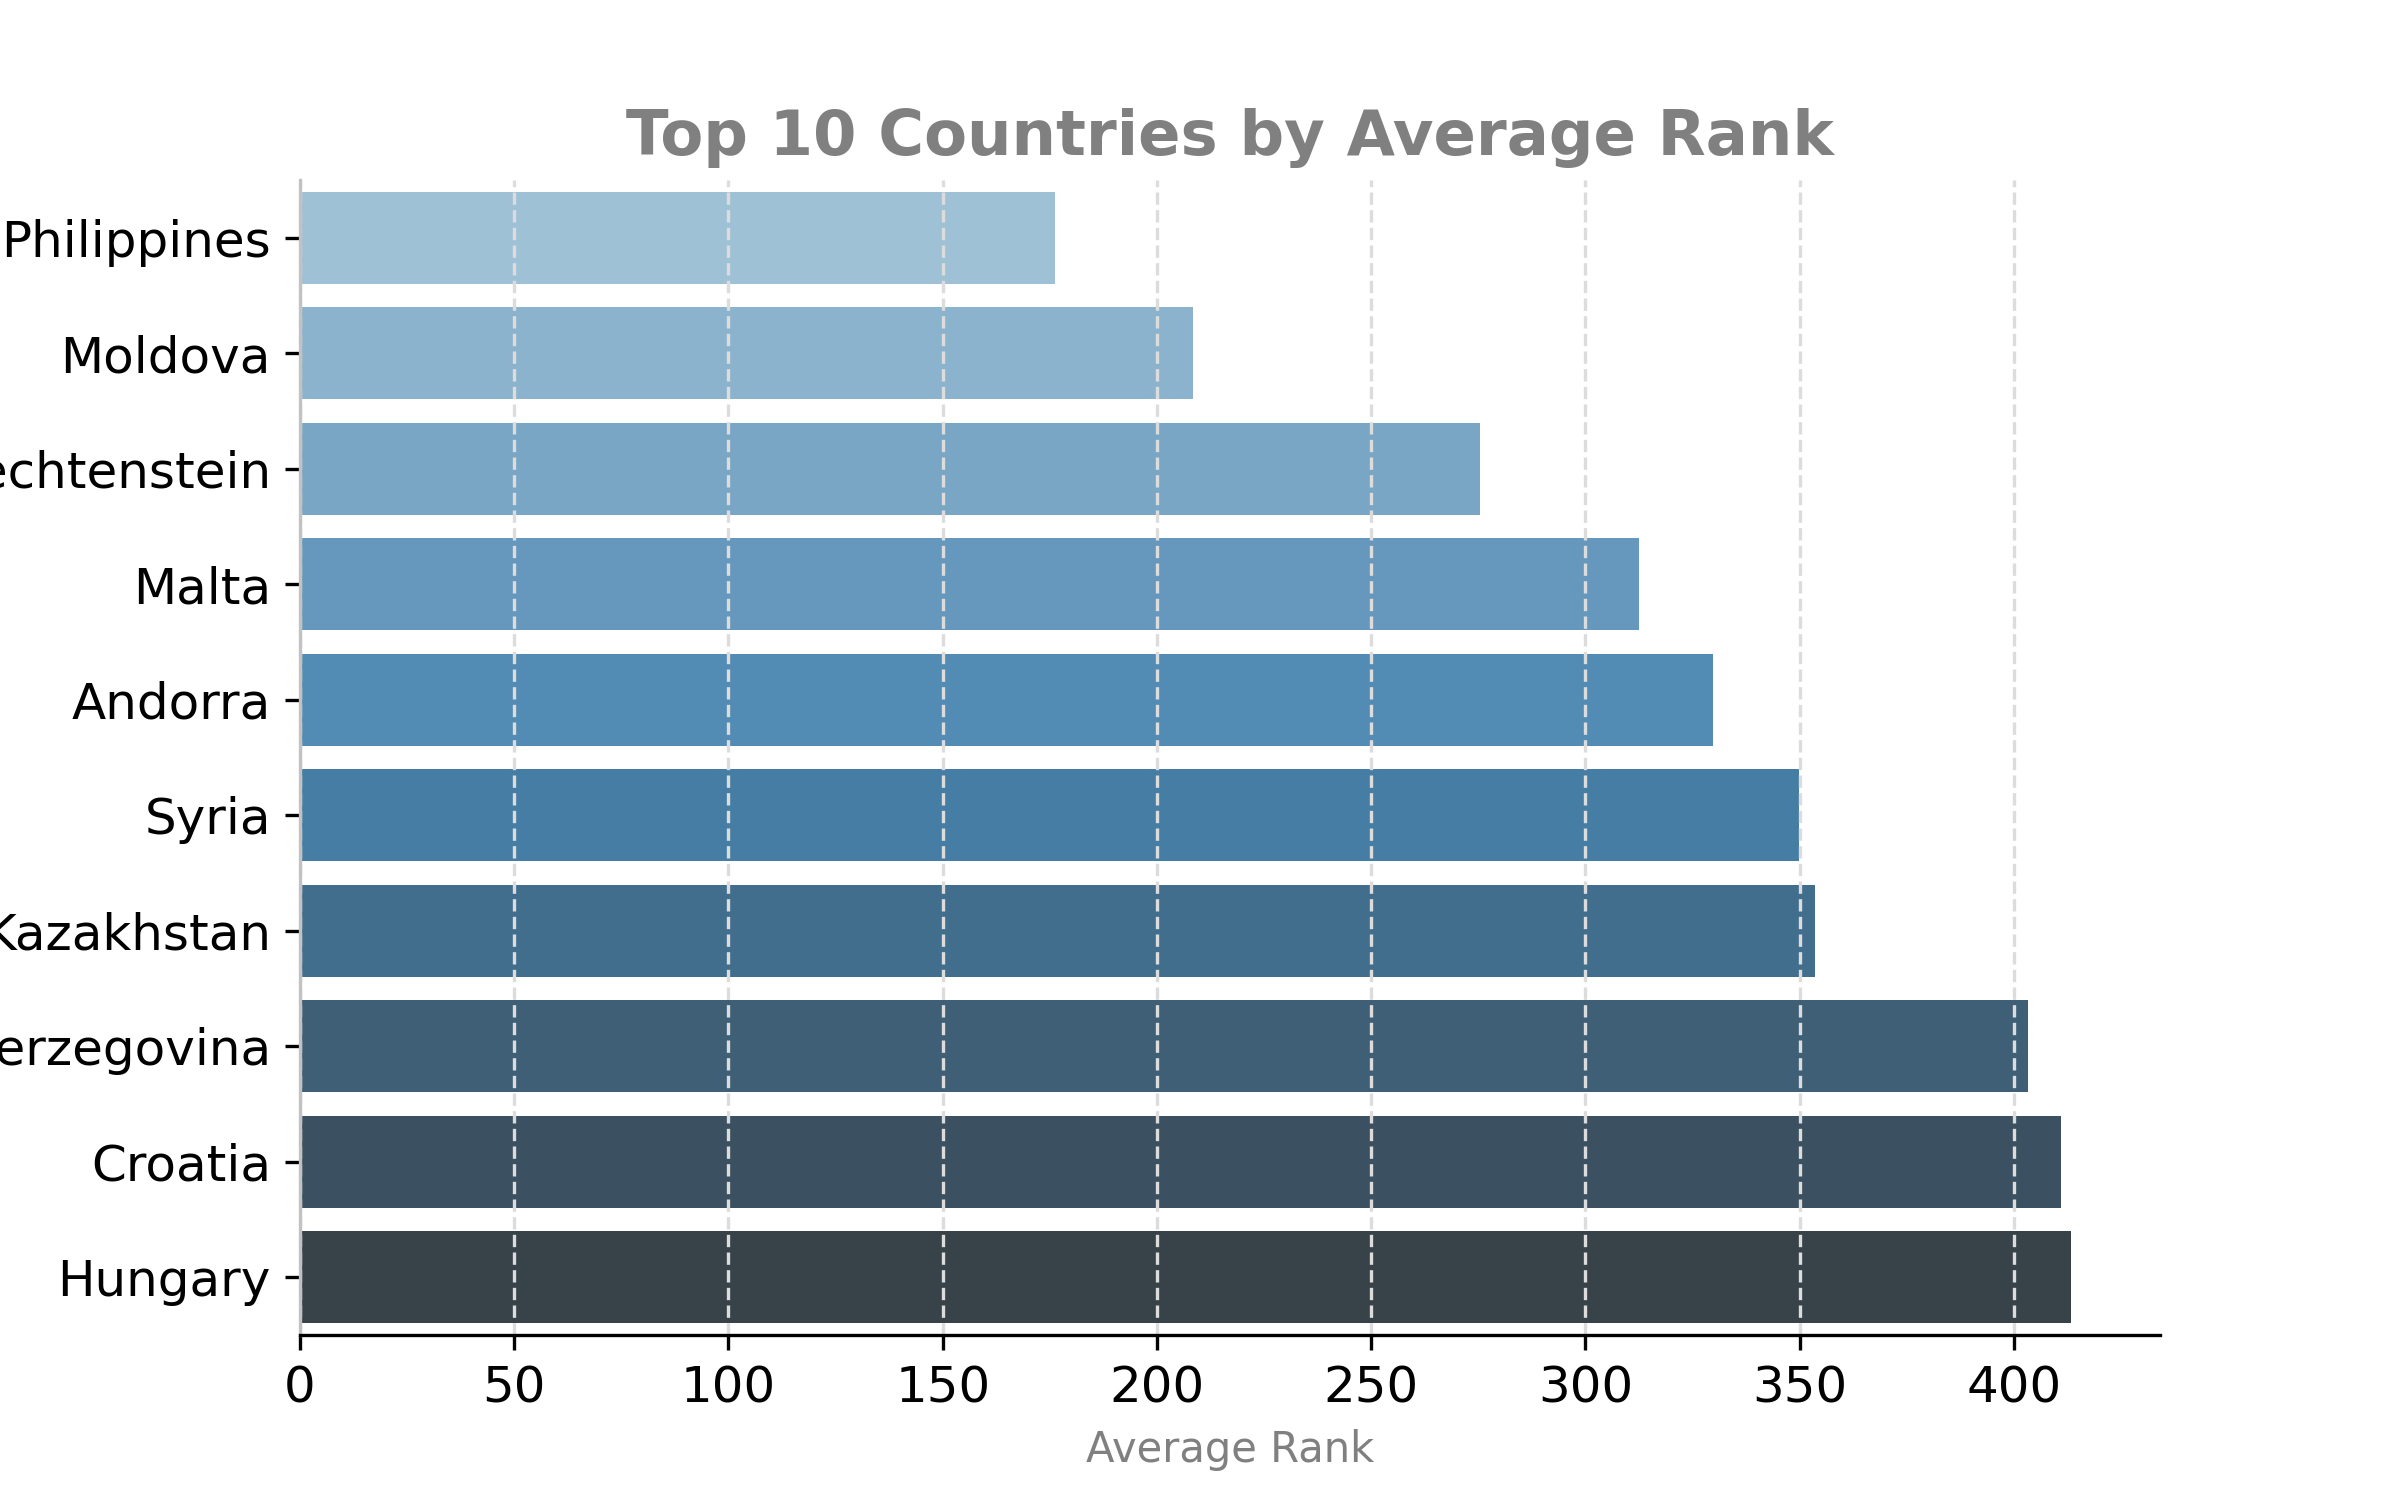 Top 10 Countries by Average Rank
Philippines
Moldova
echtenstein
Malta
Andorra
Syria
Kazakhstan
erzegovina
Croatia
Hungary
0 50 100 150 200 250 300 350 400
Average Rank